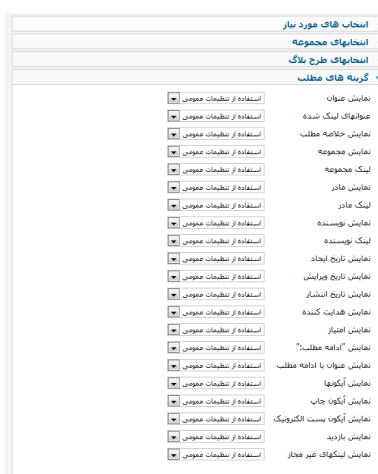 انتخاب های مورد نیاز
انتخابهای مجموعه
انتخابهای طرح بلاگ
گزینه های مطلب
نمایش عنوان استفاده از تنظیمات عمومی
عنوانهای لینک شده استفاده از تنظیمات عمومی
نمایش خلاصه مطلب استفاده از تنظیمات عمومی
نمایش مجموعه استفاده از تنظیمات عمومی
لینک مجموعه استفاده از تنظیمات عمومی
نمایش مادر استفاده از تنظیمات عمومی
لینک مادر استفاده از تنظیمات عمومی
نمایش نویسنده استفاده از تنظیمات عمومی
لینک نویسنده استفاده از تنظیمات عمومی
نمایش تاریخ ایجاد استفاده از تنظیمات عمومی
نمایش تاریخ ویرایش استفاده از تنظیمات عمومی
نمایش تاریخ انتشار استفاده از تنظیمات عمومی
نمایش هدایت کننده استفاده از تنظیمات عمومی
نمایش امتیاز استفاده از تنظیمات عمومی
نمایش "ادامه مطلب:" استفاده از تنظیمات عمومی
نمایش عنوان با ادامه مطلب استفاده از تنظیمات عمومی
نمایش آیکونها استفاده از تنظیمات عمومی
نمایش آیکون چاپ استفاده از تنظیمات عمومی
نمایش آیکون پست الکترونیک استفاده از تنظیمات عمومی
نمایش بازدید استفاده از تنظیمات عمومی
نمایش لینکهای غیر مجاز استفاده از تنظیمات عمومی